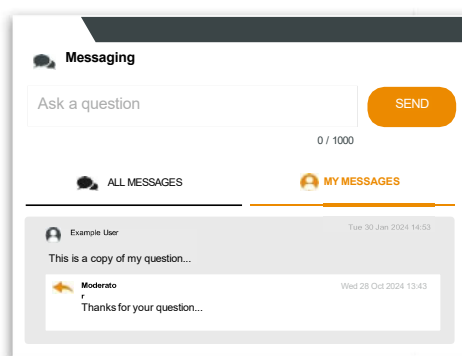 Messaging
Ask a question
SEND
0 / 1000
ALL MESSAGES
MY MESSAGES
Example User
Tue 30 Jan 2024 14:53
This is a copy of my question...
Moderato
r
Wed 28 Oct 2024 13:43
Thanks for your question...